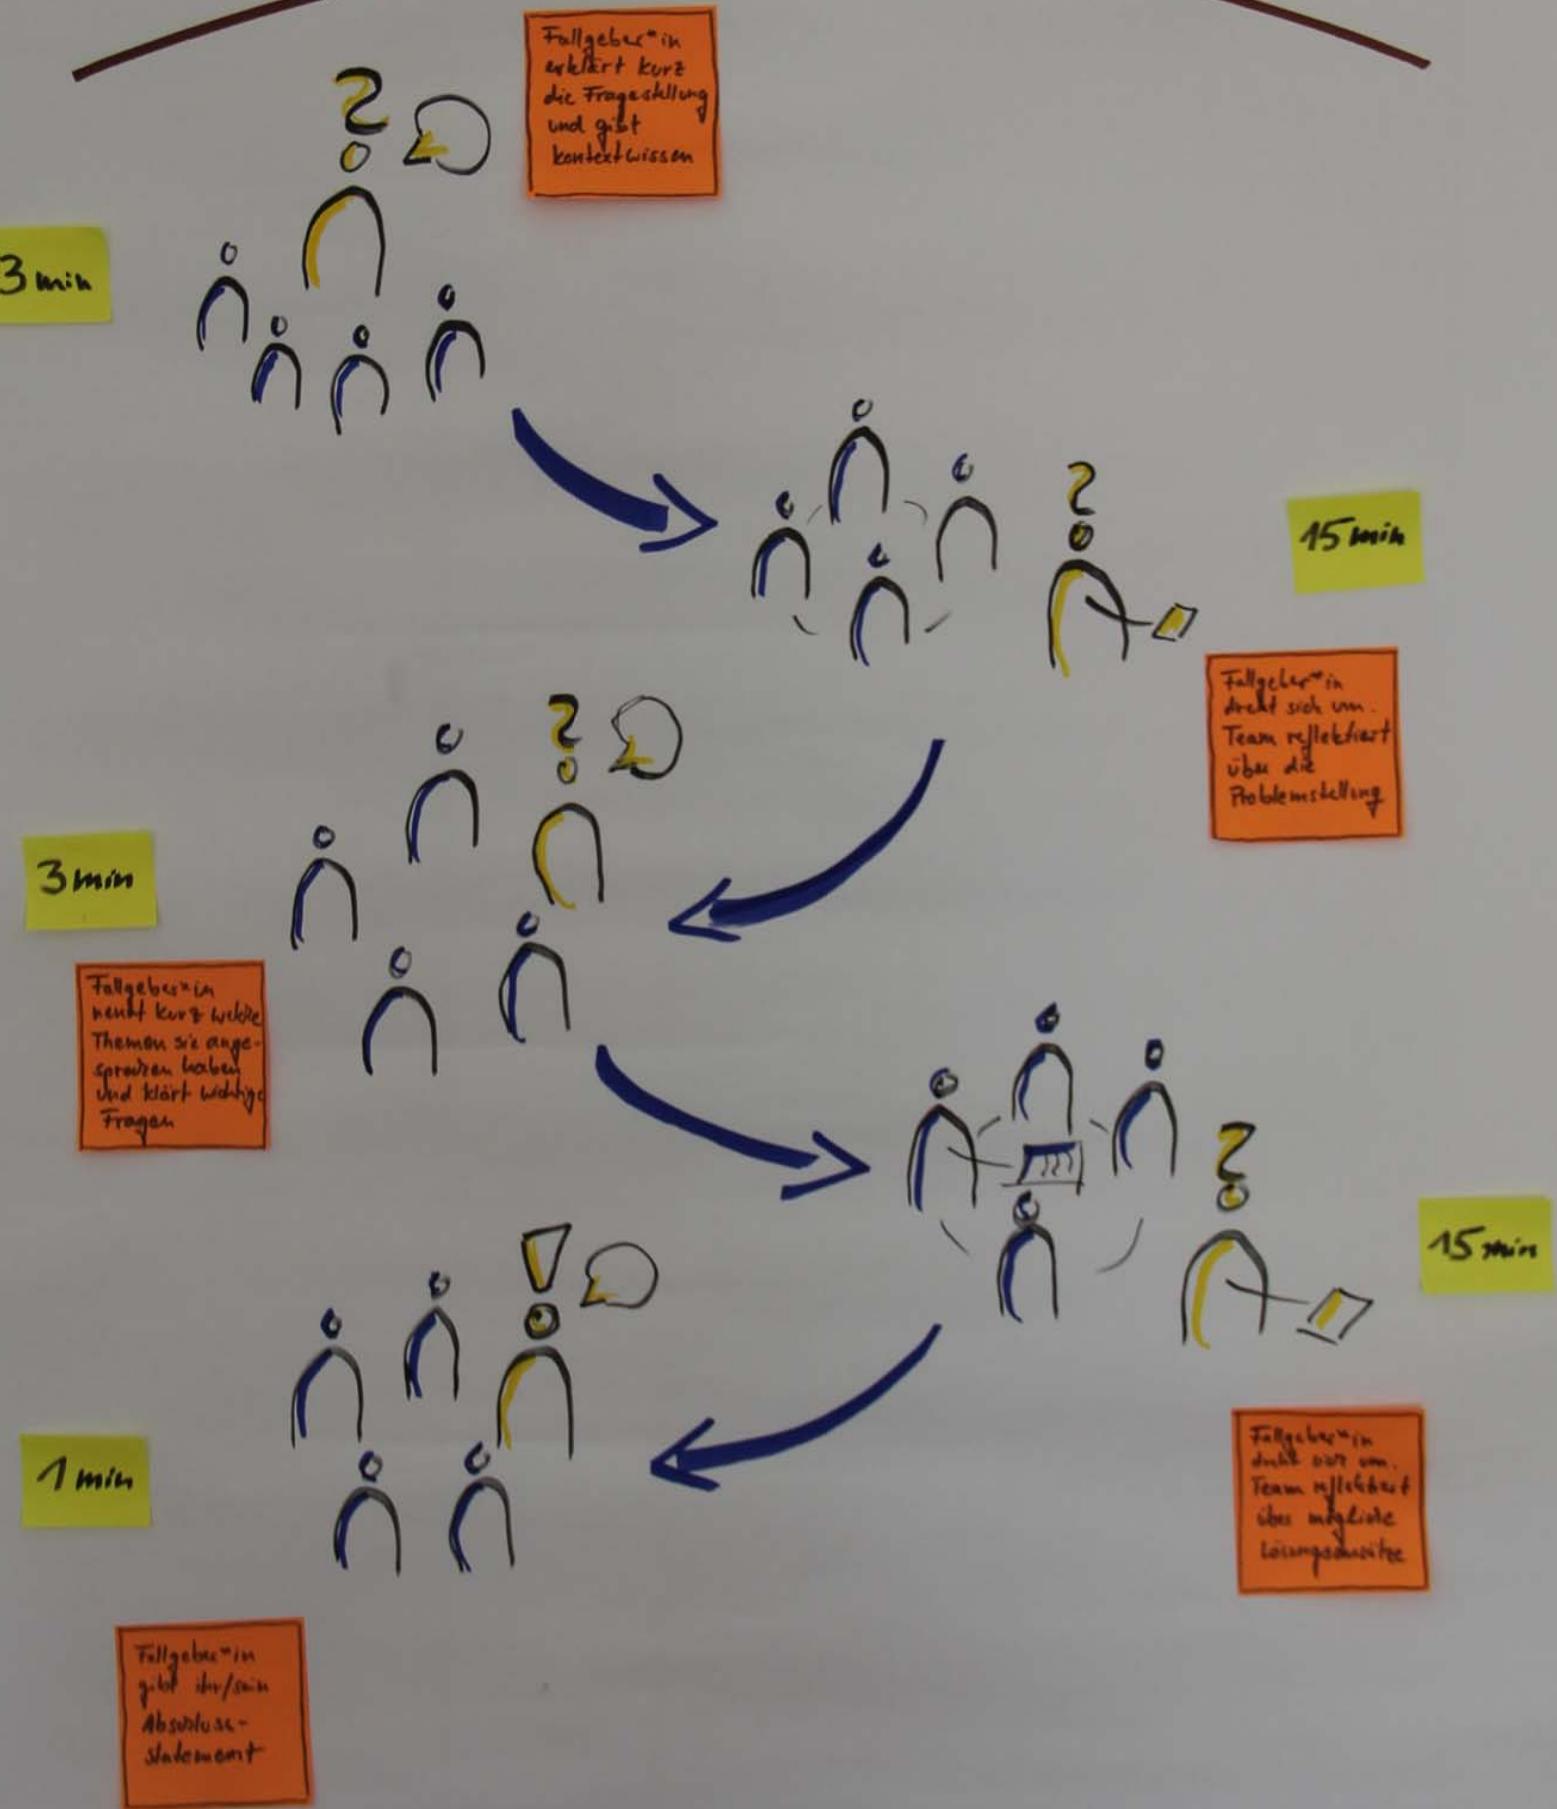 Fallgeber*in
erklärt kurz
die Fragestellung
und gibt
kontextwissen
3 min
15 min
Fallgeber*in
dreht sich um.
Team reflektiert
über die
Problemstellung
3 min
Fallgeber*in
nennt kurz welche
Themen sie ange-
sprochen haben
und klärt wichtige
Fragen
15 min
Fallgeber*in
dreht sich um.
Team reflektiert
über mögliche
Lösungsansätze
1 min
Fallgeber*in
gibt ihr/sein
Abschluss-
statement